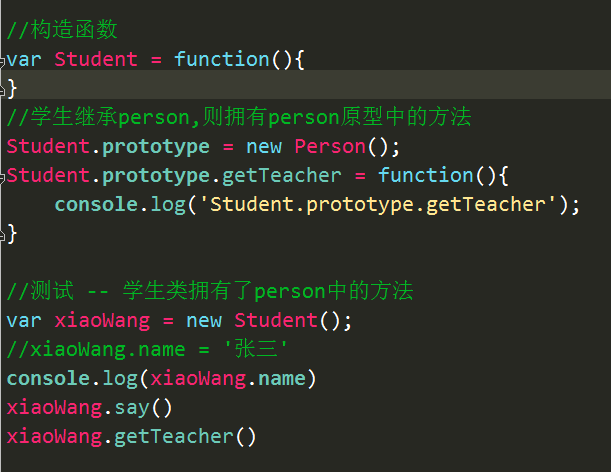 //构造函数
var Student = function(){
}
//学生继承person,则拥有person原型中的方法
Student.prototype = new Person();
Student.prototype.getTeacher = function(){
    console.log('Student.prototype.getTeacher');
}
//测试 -- 学生类拥有了person中的方法
var xiaoWang = new Student();
//xiaoWang.name = '张三'
console.log(xiaoWang.name)
xiaoWang.say()
xiaoWang.getTeacher()